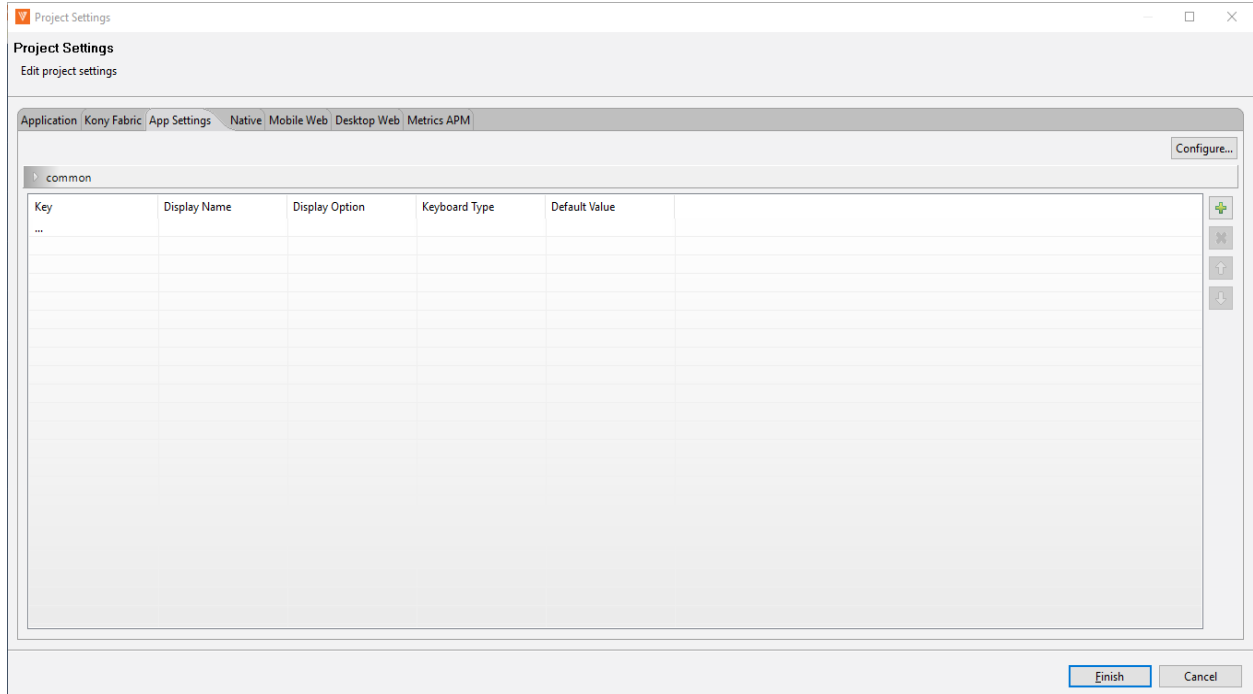 Project Settings
Project Settings
Edit project settings
Application Kony Fabric App Settings Native Mobile Web Desktop Web Metrics APM
Configure...
common
Key Display Name Display Option Keyboard Type Default Value
...
Finish Cancel